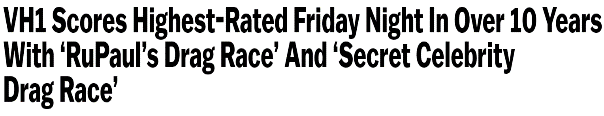 VH1 Scores Highest-Rated Friday Night In Over 10 Years
With ‘RuPaul’s Drag Race’ And ‘Secret Celebrity
Drag Race’